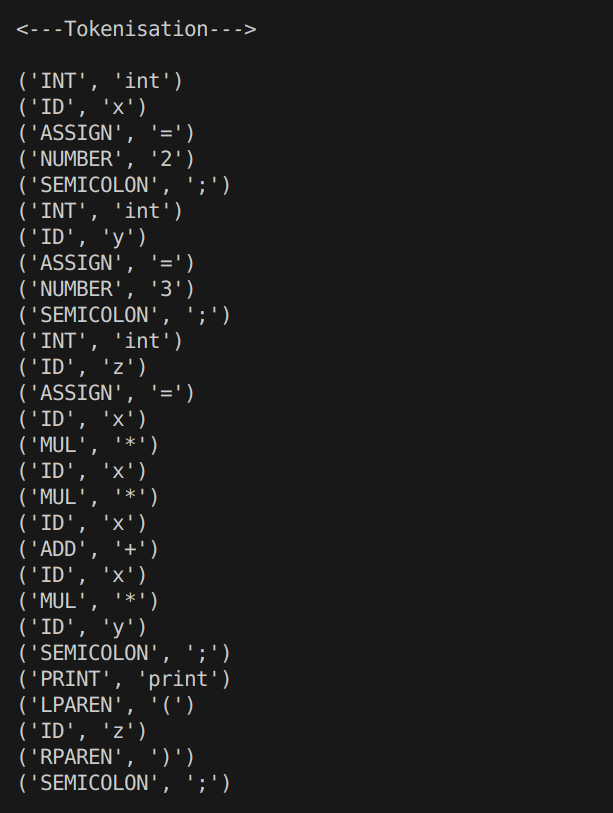 <---Tokenisation--->
('INT', 'int')
('ID', 'x')
('ASSIGN', '=')
('NUMBER', '2')
('SEMICOLON', ';')
('INT', 'int')
('ID', 'y')
('ASSIGN', '=')
('NUMBER', '3')
('SEMICOLON', ';')
('INT', 'int')
('ID', 'z')
('ASSIGN', '=')
('ID', 'x')
('MUL', '*')
('ID', 'x')
('MUL', '*')
('ID', 'x')
('ADD', '+')
('ID', 'x')
('MUL', '*')
('ID', 'y')
('SEMICOLON', ';')
('PRINT', 'print')
('LPAREN', '(')
('ID', 'z')
('RPAREN', ')')
('SEMICOLON', ';')